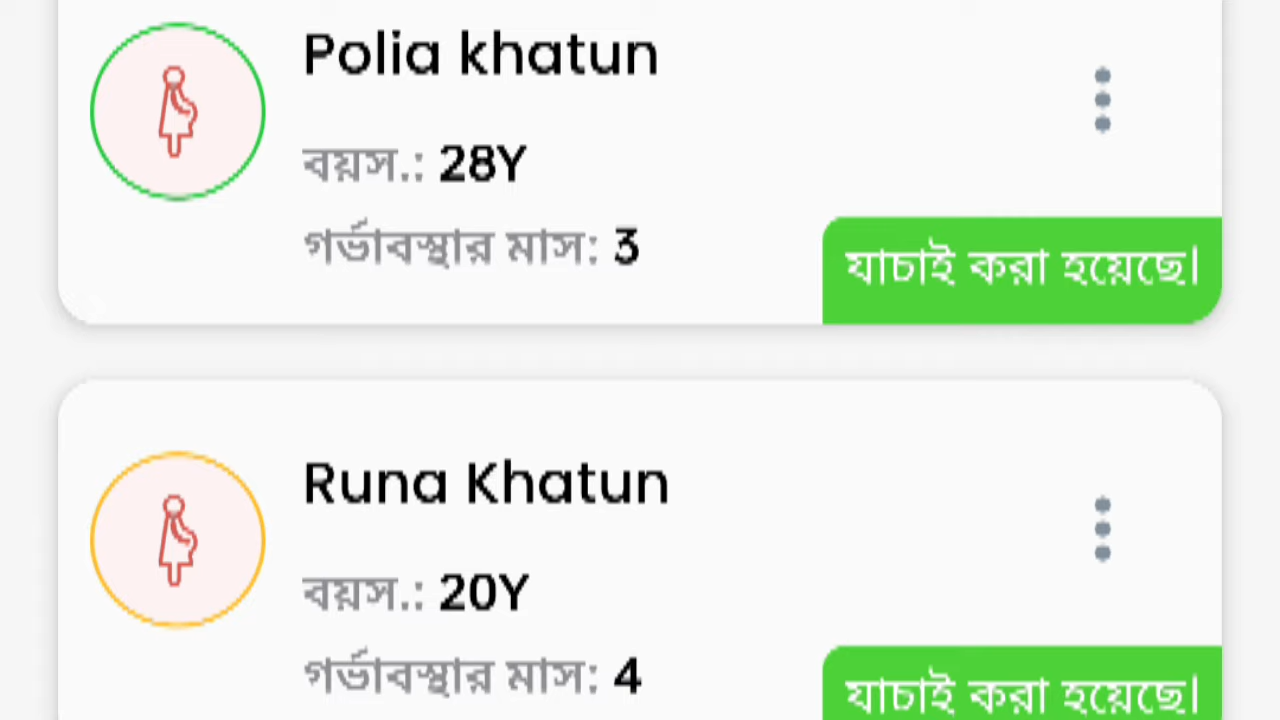 Polia khatun
বয়স.: 28Y
গর্ভাবস্থার মাস: 3
যাচাই করা হয়েছে।
Runa Khatun
বয়স.: 20Y
গর্ভাবস্থার মাস: 4
যাচাই করা হয়েছে।